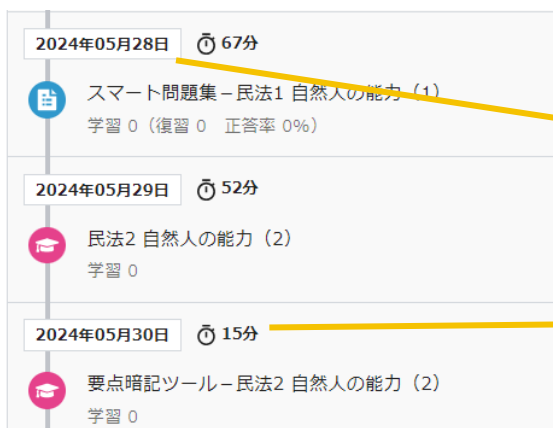 2024年05月28日 67分
スマート問題集－民法1 自然人の能力（1）
学習 0（復習 0 正答率 0%）
2024年05月29日 52分
民法2 自然人の能力（2）
学習 0
2024年05月30日 15分
要点暗記ツール－民法2 自然人の能力（2）
学習 0